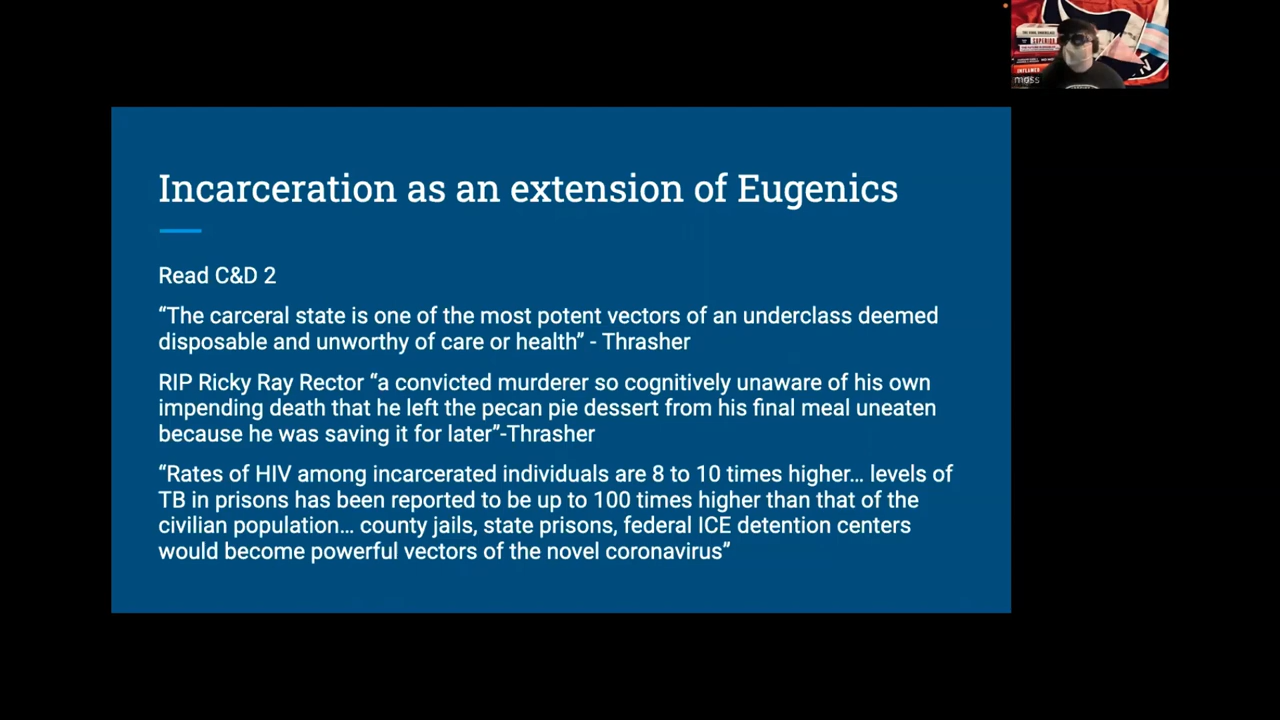 moss
Incarceration as an extension of Eugenics
Read C&D 2
“The carceral state is one of the most potent vectors of an underclass deemed
disposable and unworthy of care or health” - Thrasher
RIP Ricky Ray Rector “a convicted murderer so cognitively unaware of his own
impending death that he left the pecan pie dessert from his final meal uneaten
because he was saving it for later”-Thrasher
“Rates of HIV among incarcerated individuals are 8 to 10 times higher… levels of
TB in prisons has been reported to be up to 100 times higher than that of the
civilian population… county jails, state prisons, federal ICE detention centers
would become powerful vectors of the novel coronavirus”